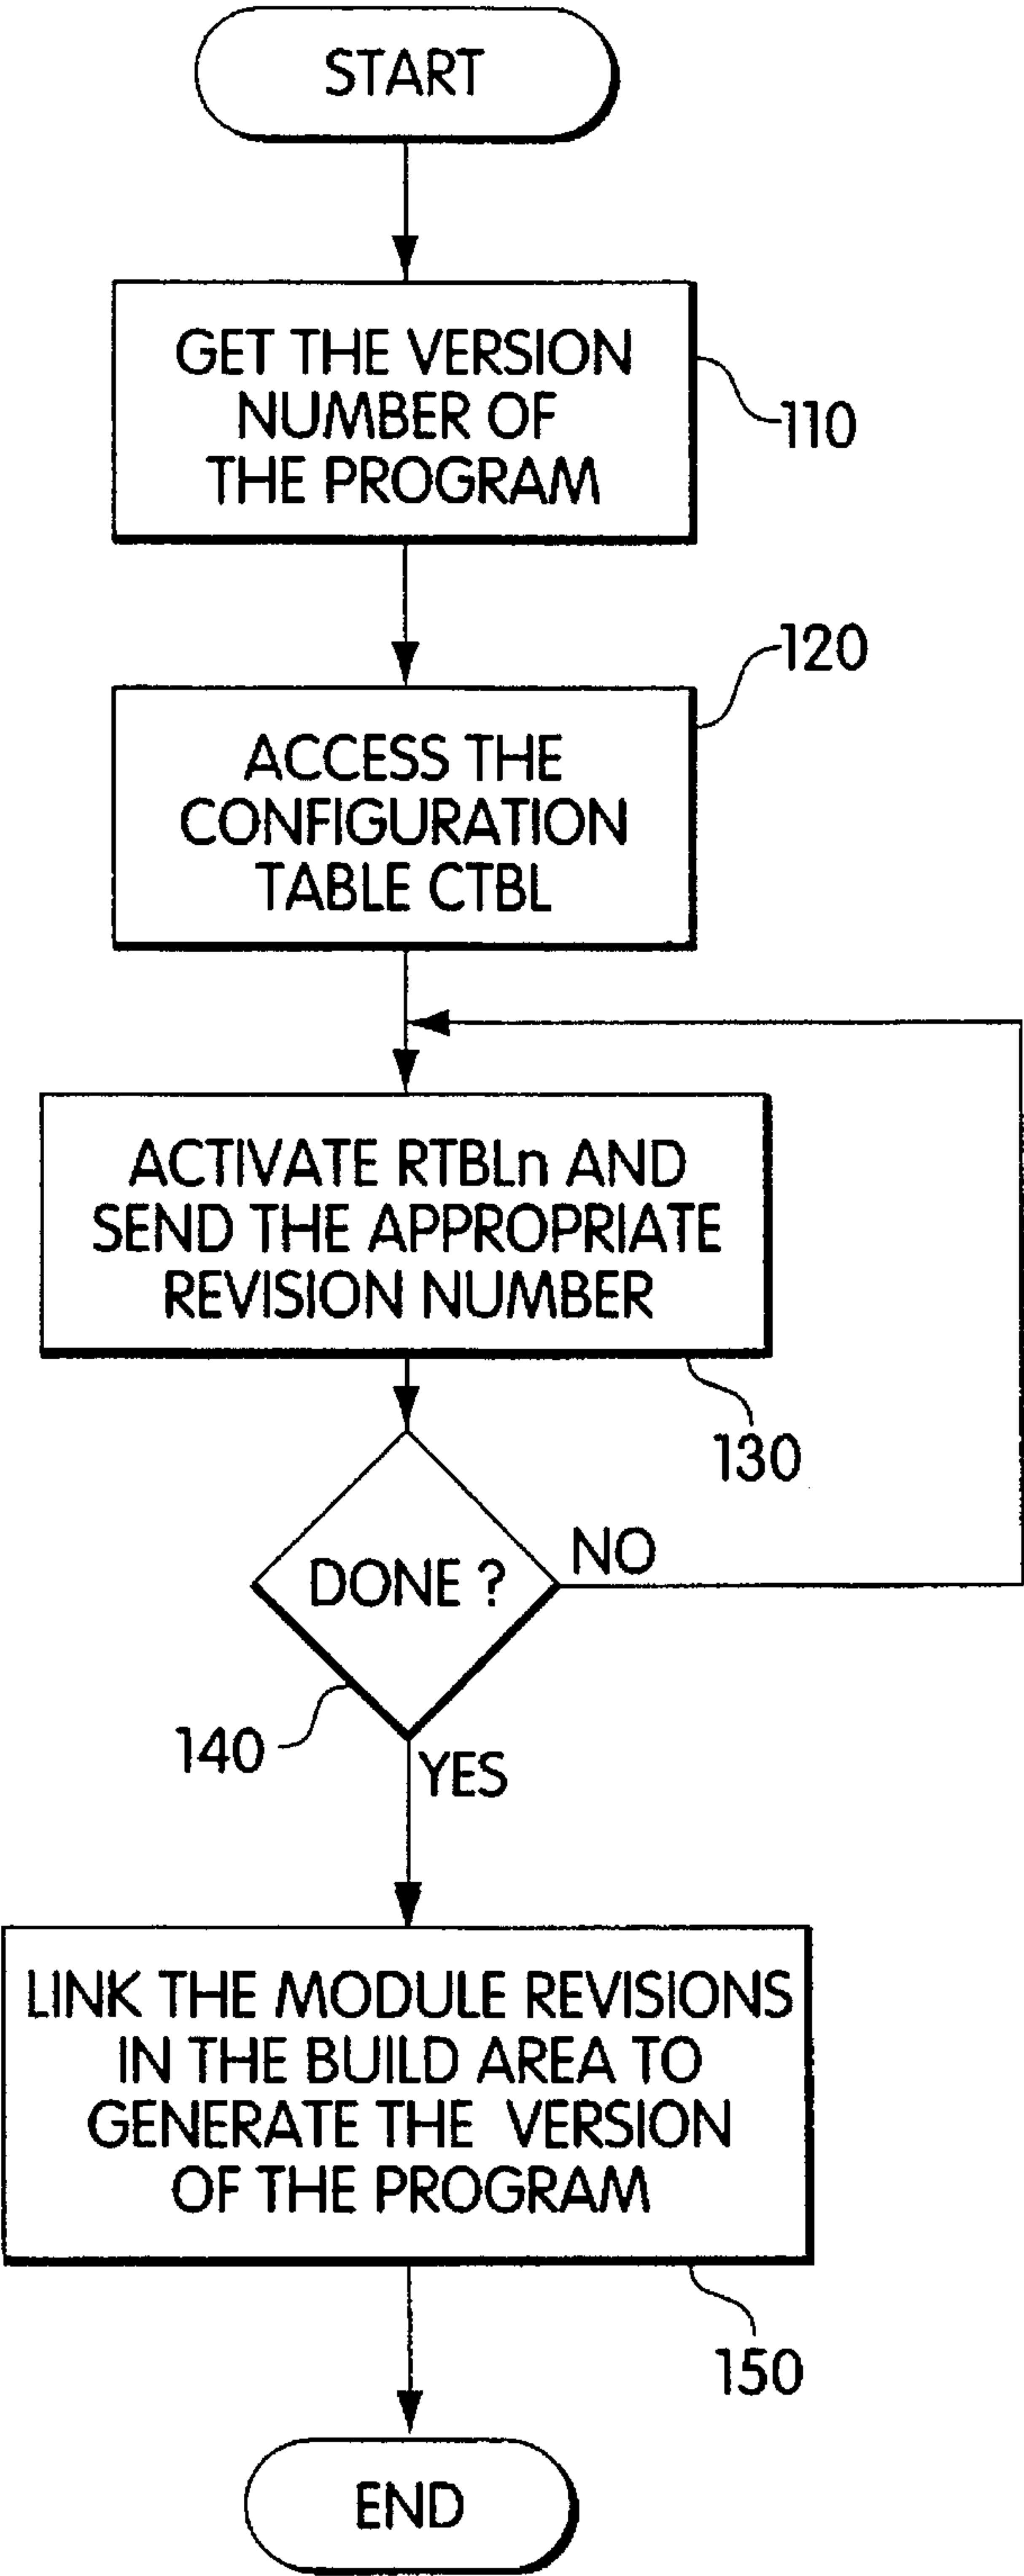 START
GET THE VERSION
NUMBER OF
THE PROGRAM
110
120
ACCESS THE
CONFIGURATION
TABLE CTBL
ACTIVATE RTBLn AND
SEND THE APPROPRIATE
REVISION NUMBER
130
DONE ?
NO
140
YES
LINK THE MODULE REVISIONS
IN THE BUILD AREA TO
GENERATE THE VERSION
OF THE PROGRAM
150
END